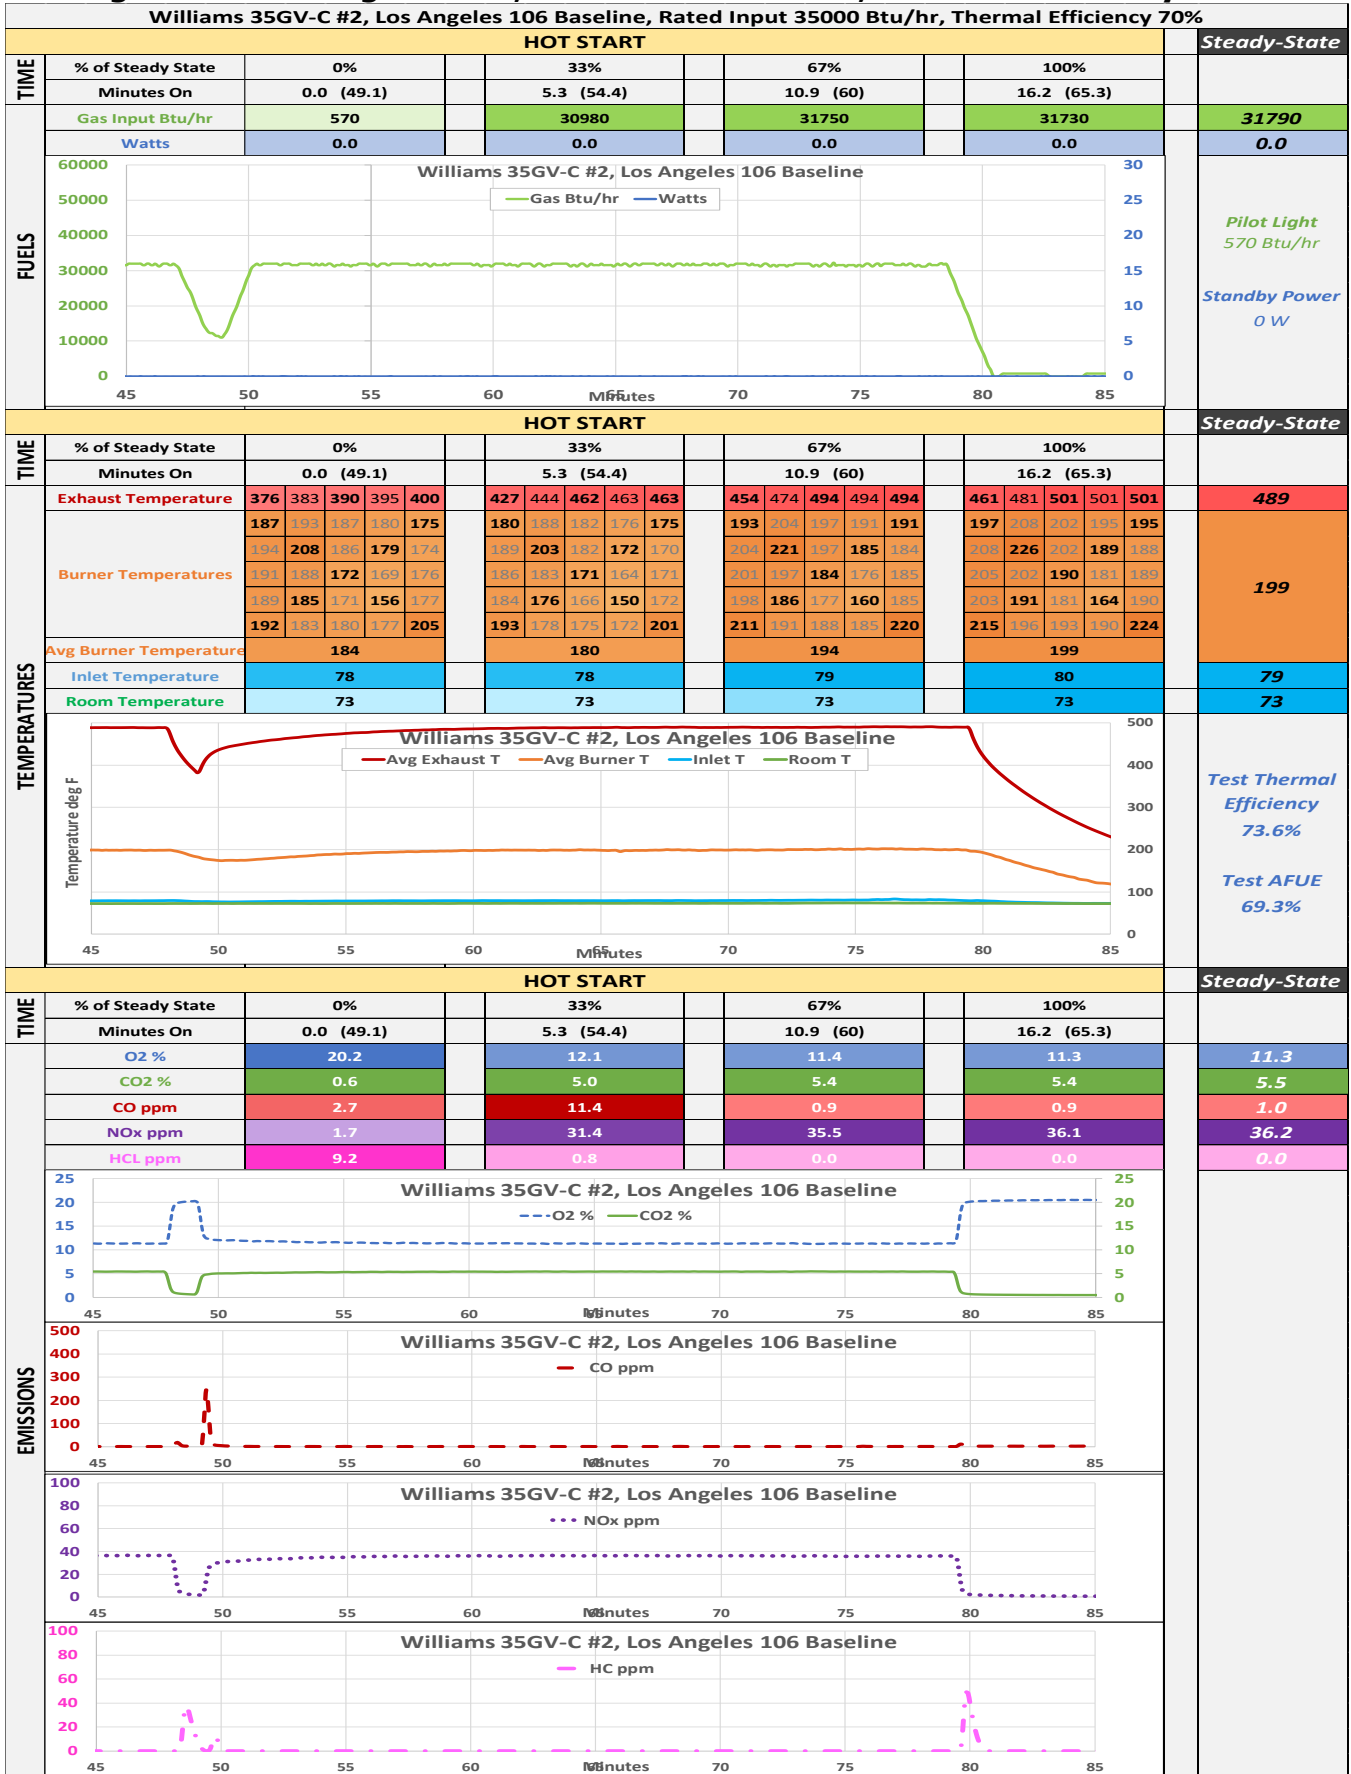 Williams 35GV-C #2, Los Angeles 106 Baseline, Rated Input 35000 Btu/hr, Thermal Efficiency 70%
HOT START Steady-State
TIME
% of Steady State 0% 33% 67% 100%
Minutes On 0.0 (49.1) 5.3 (54.4) 10.9 (60) 16.2 (65.3)
FUELS
Gas Input Btu/hr 570 30980 31750 31730 31790
Watts 0.0 0.0 0.0 0.0 0.0
Williams 35GV-C #2, Los Angeles 106 Baseline
Gas Btu/hr Watts
60000 30
50000 25
40000 20
30000 15
20000 10
10000 5
0 0
45 50 55 60 65 70 75 80 85
Minutes
Pilot Light
570 Btu/hr
Standby Power
0 W
HOT START Steady-State
TIME
% of Steady State 0% 33% 67% 100%
Minutes On 0.0 (49.1) 5.3 (54.4) 10.9 (60) 16.2 (65.3)
TEMPERATURES
Exhaust Temperature 376 383 390 395 400 427 444 462 463 463 454 474 494 494 494 461 481 501 501 501 489
187 193 187 180 175 180 188 182 176 175 193 204 197 191 191 197 208 202 195 195
194 208 186 179 174 189 203 182 172 170 204 221 197 185 184 208 226 202 189 188
Burner Temperatures 191 188 172 169 176 186 183 171 164 171 201 197 184 176 185 205 202 190 181 189 199
189 185 171 156 177 184 176 166 150 172 198 186 177 160 185 203 191 181 164 190
192 183 180 177 205 193 178 175 172 201 211 191 188 185 220 215 196 193 190 224
Avg Burner Temperature 184 180 194 199
Inlet Temperature 78 78 79 80 79
Room Temperature 73 73 73 73 73
Williams 35GV-C #2, Los Angeles 106 Baseline
Avg Exhaust T Avg Burner T Inlet T Room T
Temperature deg F
500
400
300
200
100
0
45 50 55 60 65 70 75 80 85
Minutes
Test Thermal
Efficiency
73.6%
Test AFUE
69.3%
HOT START Steady-State
TIME
% of Steady State 0% 33% 67% 100%
Minutes On 0.0 (49.1) 5.3 (54.4) 10.9 (60) 16.2 (65.3)
EMISSIONS
O2 % 20.2 12.1 11.4 11.3 11.3
CO2 % 0.6 5.0 5.4 5.4 5.5
CO ppm 2.7 11.4 0.9 0.9 1.0
NOx ppm 1.7 31.4 35.5 36.1 36.2
HCL ppm 9.2 0.8 0.0 0.0 0.0
Williams 35GV-C #2, Los Angeles 106 Baseline
O2 % CO2 %
25 25
20 20
15 15
10 10
5 5
0 0
45 50 55 60 65 70 75 80 85
Minutes
Williams 35GV-C #2, Los Angeles 106 Baseline
CO ppm
500
400
300
200
100
0
45 50 55 60 65 70 75 80 85
Minutes
Williams 35GV-C #2, Los Angeles 106 Baseline
NOx ppm
100
80
60
40
20
0
45 50 55 60 65 70 75 80 85
Minutes
Williams 35GV-C #2, Los Angeles 106 Baseline
HC ppm
100
80
60
40
20
0
45 50 55 60 65 70 75 80 85
Minutes